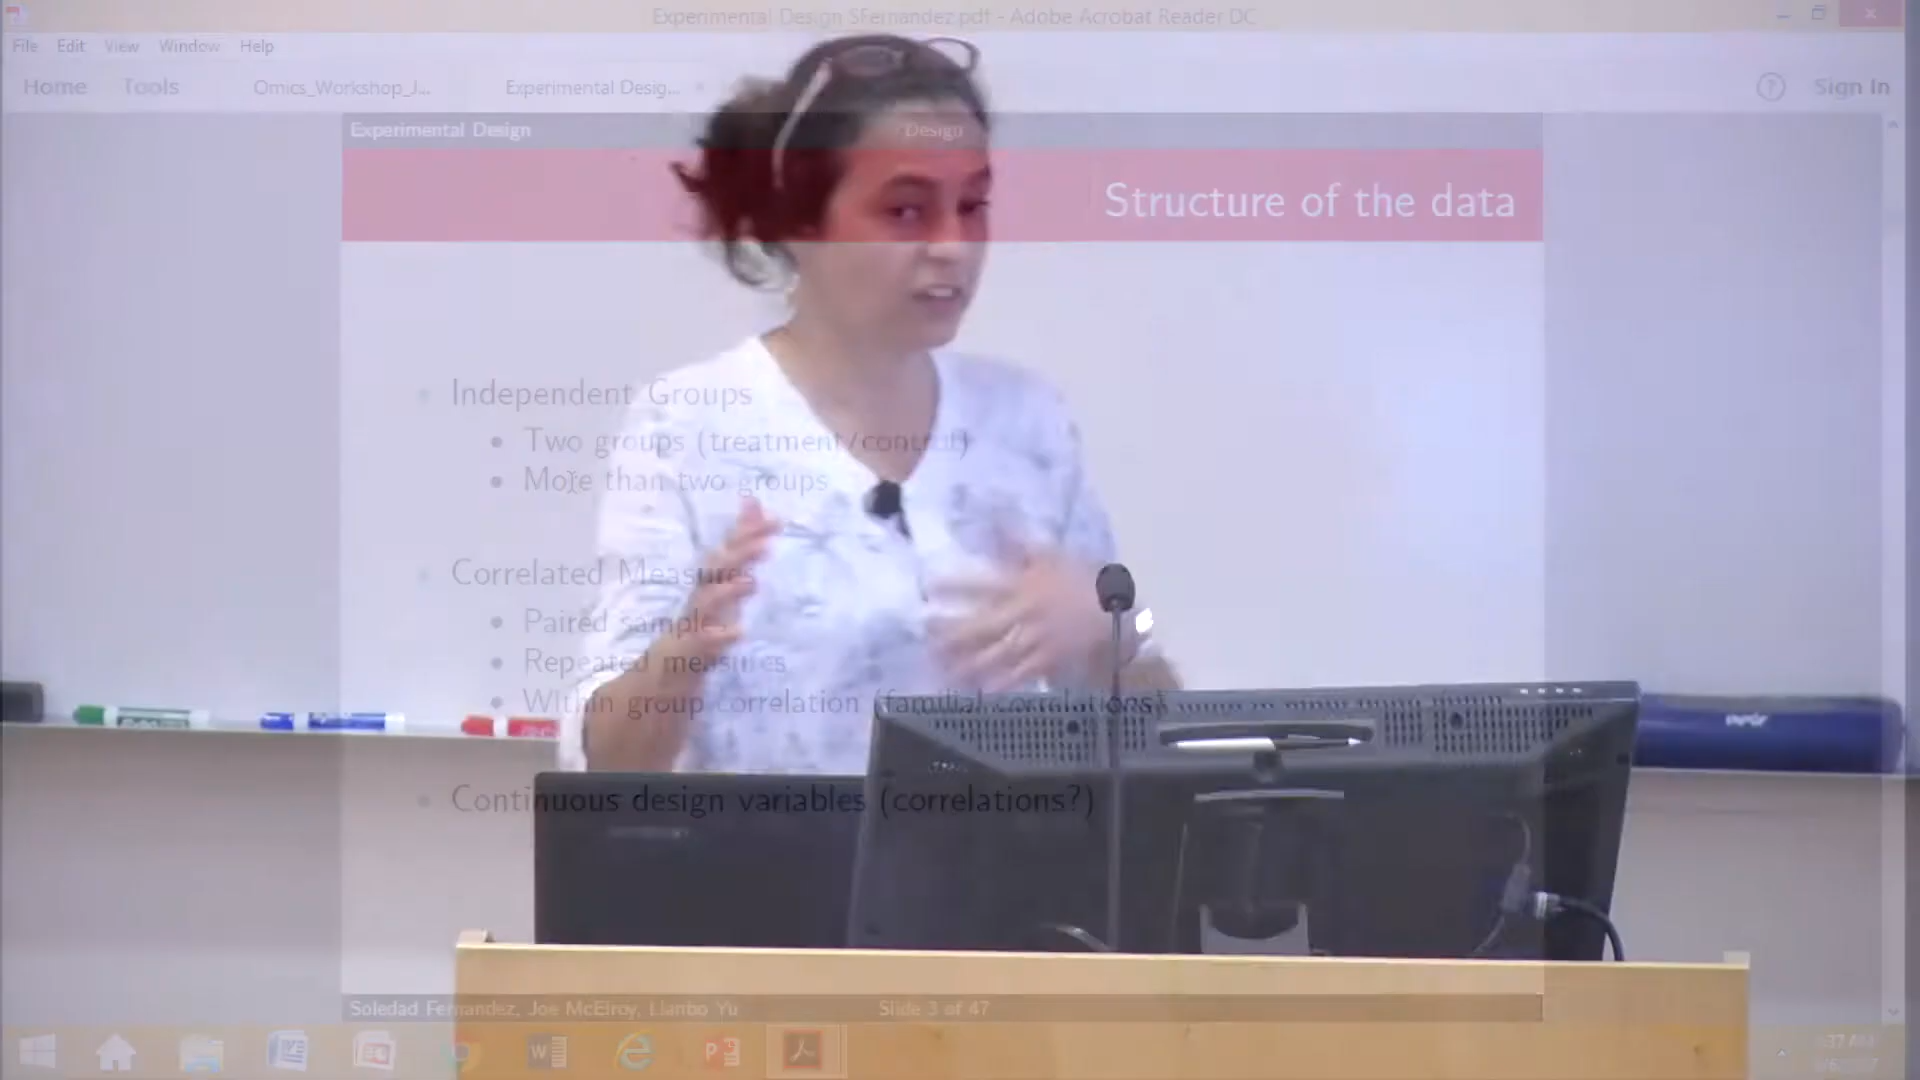 Experimental Design SFernandez.pdf - Adobe Acrobat Reader DC
File Edit View Window Help
Home Tools Omics_Workshop_J... Experimental Desig... × ? Sign In
Experimental Design Design
Structure of the data
Independent Groups
Two groups (treatment/control)
More than two groups
Correlated Measures
Paired samples
Repeated measures
WIthin group correlation (familial correlations)
Continuous design variables (correlations?)
Soledad Fernandez, Joe McElroy, Lianbo Yu Slide 3 of 47